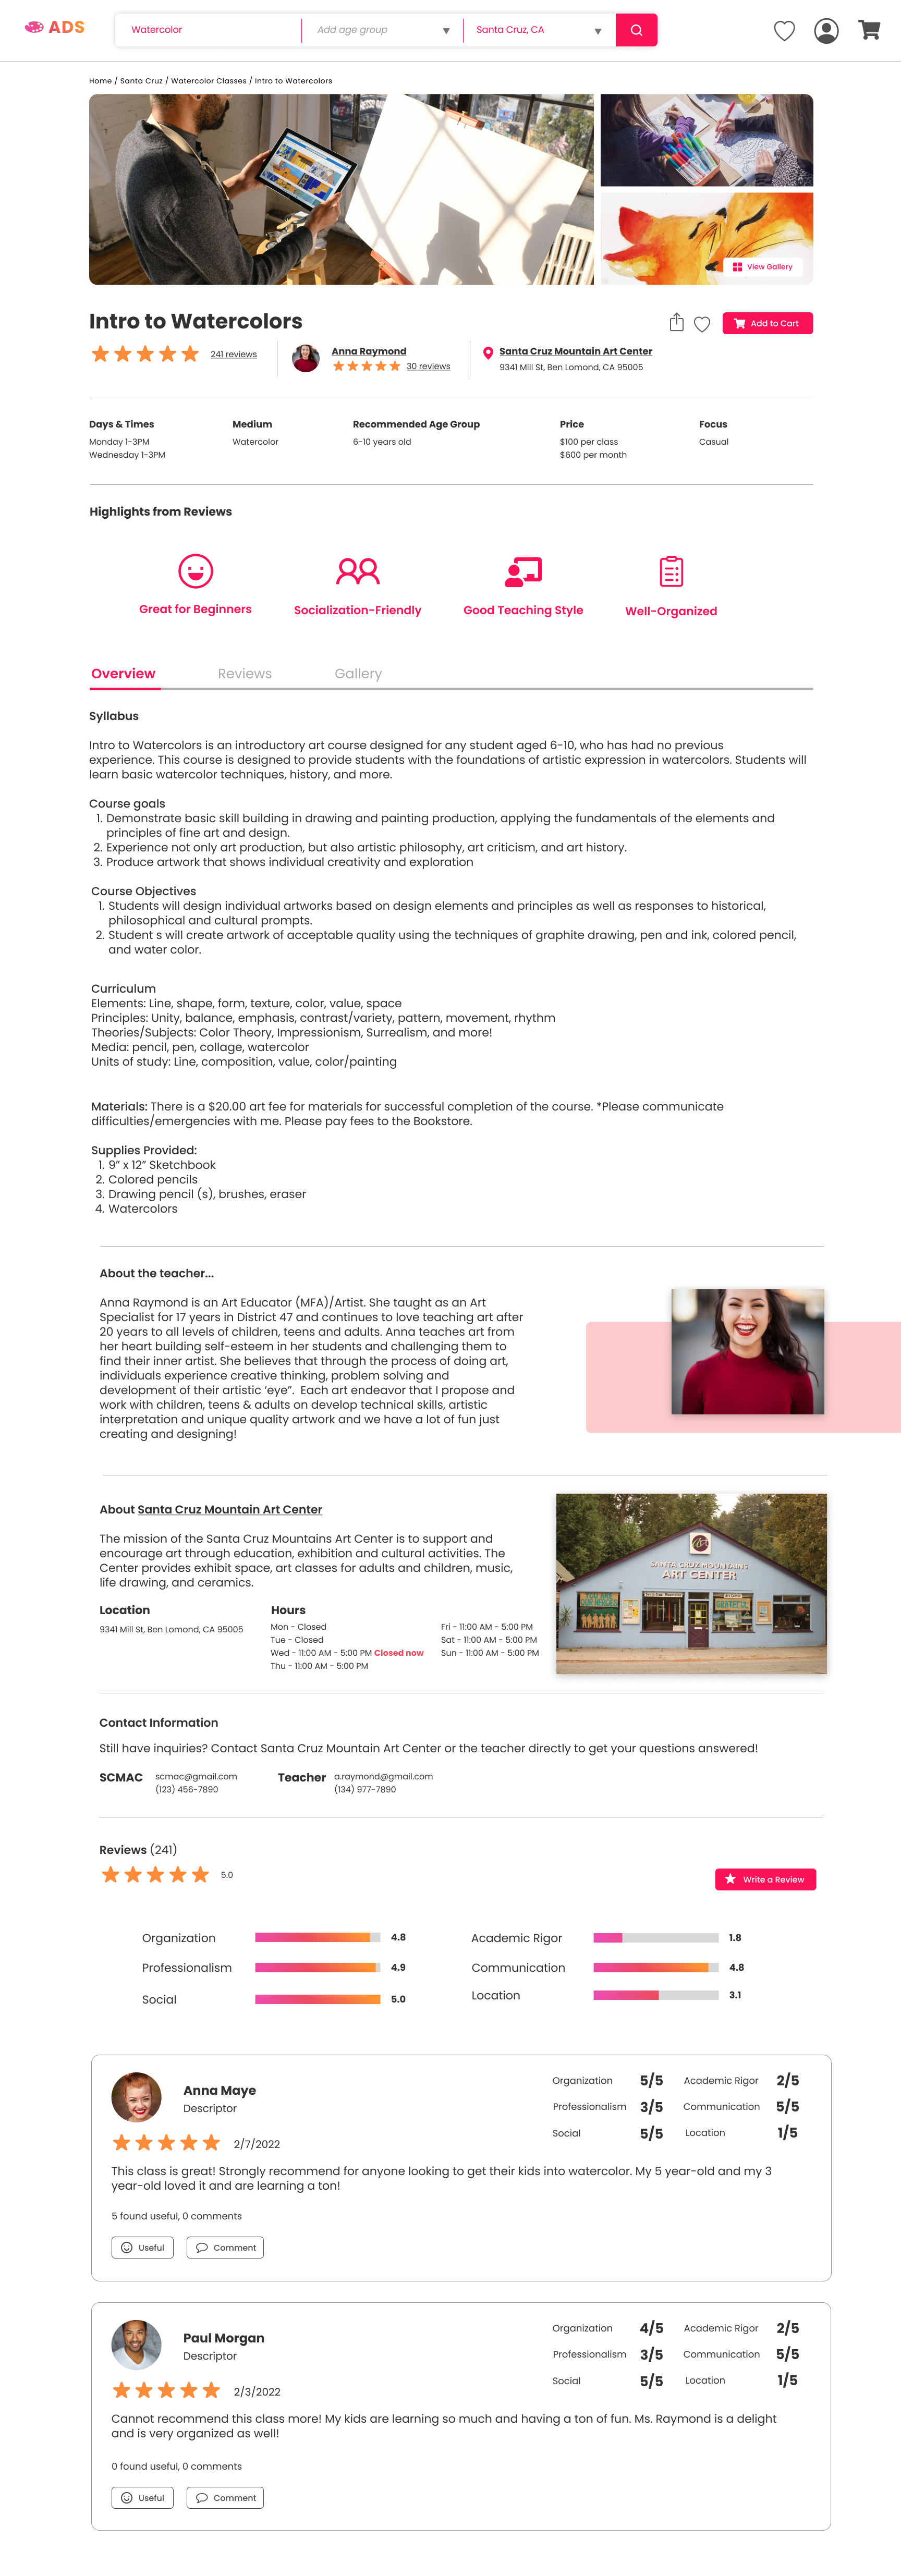 ADS
Watercolor
Add age group
Santa Cruz, CA
Home / Santa Cruz / Watercolor Classes / Intro to Watercolors
View Gallery
Intro to Watercolors
Add to Cart
241 reviews
Anna Raymond
30 reviews
Santa Cruz Mountain Art Center
9341 Mill St, Ben Lomond, CA 95005
Days & Times
Monday 1-3PM
Wednesday 1-3PM
Medium
Watercolor
Recommended Age Group
6-10 years old
Price
$100 per class
$600 per month
Focus
Casual
Highlights from Reviews
Great for Beginners
Socialization-Friendly
Good Teaching Style
Well-Organized
Overview
Reviews
Gallery
Syllabus
Intro to Watercolors is an introductory art course designed for any student aged 6-10, who has had no previous
experience. This course is designed to provide students with the foundations of artistic expression in watercolors. Students will
learn basic watercolor techniques, history, and more.
Course goals
1. Demonstrate basic skill building in drawing and painting production, applying the fundamentals of the elements and
principles of fine art and design.
2. Experience not only art production, but also artistic philosophy, art criticism, and art history.
3. Produce artwork that shows individual creativity and exploration
Course Objectives
1. Students will design individual artworks based on design elements and principles as well as responses to historical,
philosophical and cultural prompts.
2. Student s will create artwork of acceptable quality using the techniques of graphite drawing, pen and ink, colored pencil,
and water color.
Curriculum
Elements: Line, shape, form, texture, color, value, space
Principles: Unity, balance, emphasis, contrast/variety, pattern, movement, rhythm
Theories/Subjects: Color Theory, Impressionism, Surrealism, and more!
Media: pencil, pen, collage, watercolor
Units of study: Line, composition, value, color/painting
Materials: There is a $20.00 art fee for materials for successful completion of the course. *Please communicate
difficulties/emergencies with me. Please pay fees to the Bookstore.
Supplies Provided:
1. 9” x 12” Sketchbook
2. Colored pencils
3. Drawing pencil (s), brushes, eraser
4. Watercolors
About the teacher...
Anna Raymond is an Art Educator (MFA)/Artist. She taught as an Art
Specialist for 17 years in District 47 and continues to love teaching art after
20 years to all levels of children, teens and adults. Anna teaches art from
her heart building self-esteem in her students and challenging them to
find their inner artist. She believes that through the process of doing art,
individuals experience creative thinking, problem solving and
development of their artistic ‘eye”. Each art endeavor that I propose and
work with children, teens & adults on develop technical skills, artistic
interpretation and unique quality artwork and we have a lot of fun just
creating and designing!
About Santa Cruz Mountain Art Center
The mission of the Santa Cruz Mountains Art Center is to support and
encourage art through education, exhibition and cultural activities. The
Center provides exhibit space, art classes for adults and children, music,
life drawing, and ceramics.
SANTA CRUZ MOUNTAINS
ART CENTER
Location
9341 Mill St, Ben Lomond, CA 95005
Hours
Mon - Closed
Tue - Closed
Wed - 11:00 AM - 5:00 PM Closed now
Thu - 11:00 AM - 5:00 PM
Fri - 11:00 AM - 5:00 PM
Sat - 11:00 AM - 5:00 PM
Sun - 11:00 AM - 5:00 PM
Contact Information
Still have inquiries? Contact Santa Cruz Mountain Art Center or the teacher directly to get your questions answered!
SCMAC
scmac@gmail.com
(123) 456-7890
Teacher
a.raymond@gmail.com
(134) 977-7890
Reviews (241)
5.0
Write a Review
Organization 4.8
Academic Rigor 1.8
Professionalism 4.9
Communication 4.8
Social 5.0
Location 3.1
Anna Maye
Descriptor
2/7/2022
Organization 5/5 Academic Rigor 2/5
Professionalism 3/5 Communication 5/5
Social 5/5 Location 1/5
This class is great! Strongly recommend for anyone looking to get their kids into watercolor. My 5 year-old and my 3
year-old loved it and are learning a ton!
5 found useful, 0 comments
Useful
Comment
Paul Morgan
Descriptor
2/3/2022
Organization 4/5 Academic Rigor 2/5
Professionalism 3/5 Communication 5/5
Social 5/5 Location 1/5
Cannot recommend this class more! My kids are learning so much and having a ton of fun. Ms. Raymond is a delight
and is very organized as well!
0 found useful, 0 comments
Useful
Comment